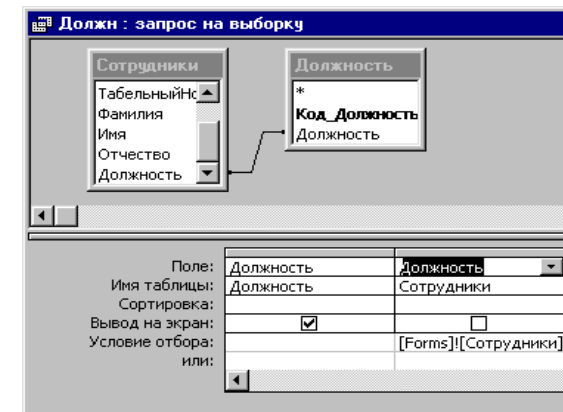 Должн : запрос на выборку
Сотрудники
ТабельныйНо
Фамилия
Имя
Отчество
Должность
Должность
*
Код_Должность
Должность
Поле: Должность Должность
Имя таблицы: Должность Сотрудники
Сортировка:
Вывод на экран:
Условие отбора: [Forms]![Сотрудники]
или: